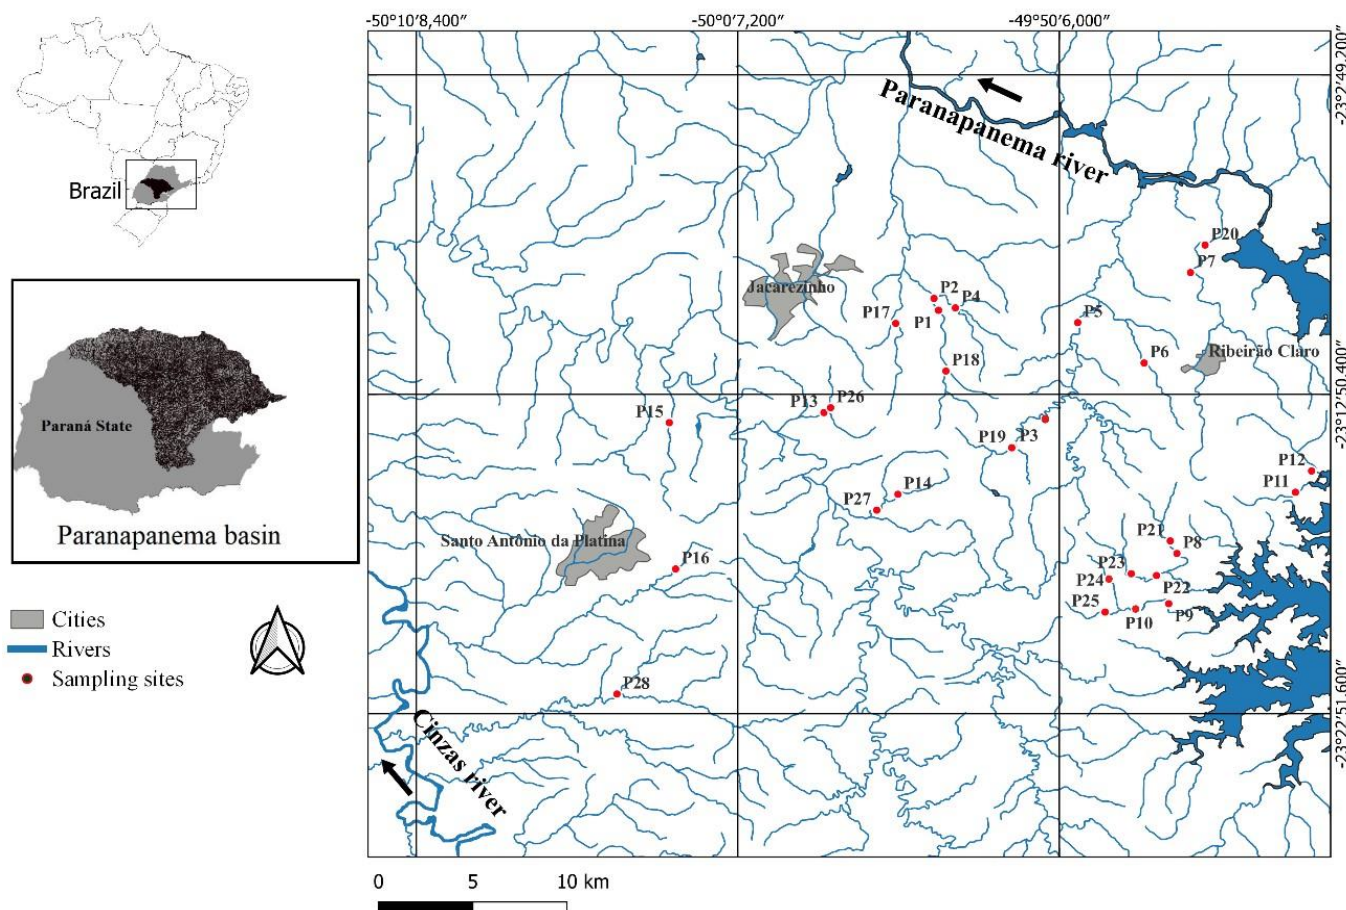 -50°10′8,400″
-50°0′7,200″
-49°50′6,000″
-23°2′49,200″
Paranapanema river
Brazil
P20
P7
Jacarezinho
P2
P4
P17
P1
P5
Ribeirão Claro
P6
P18
-23°12′50,400″
P13
P26
P15
Paraná State
P19
P3
P12
P11
P14
P27
Paranapanema basin
Santo Antônio da Platina
P21
P8
P16
P23
P24
P22
P25
P10
P9
Cities
Rivers
Sampling sites
P28
-23°22′51,600″
Cinzas river
0
5
10 km